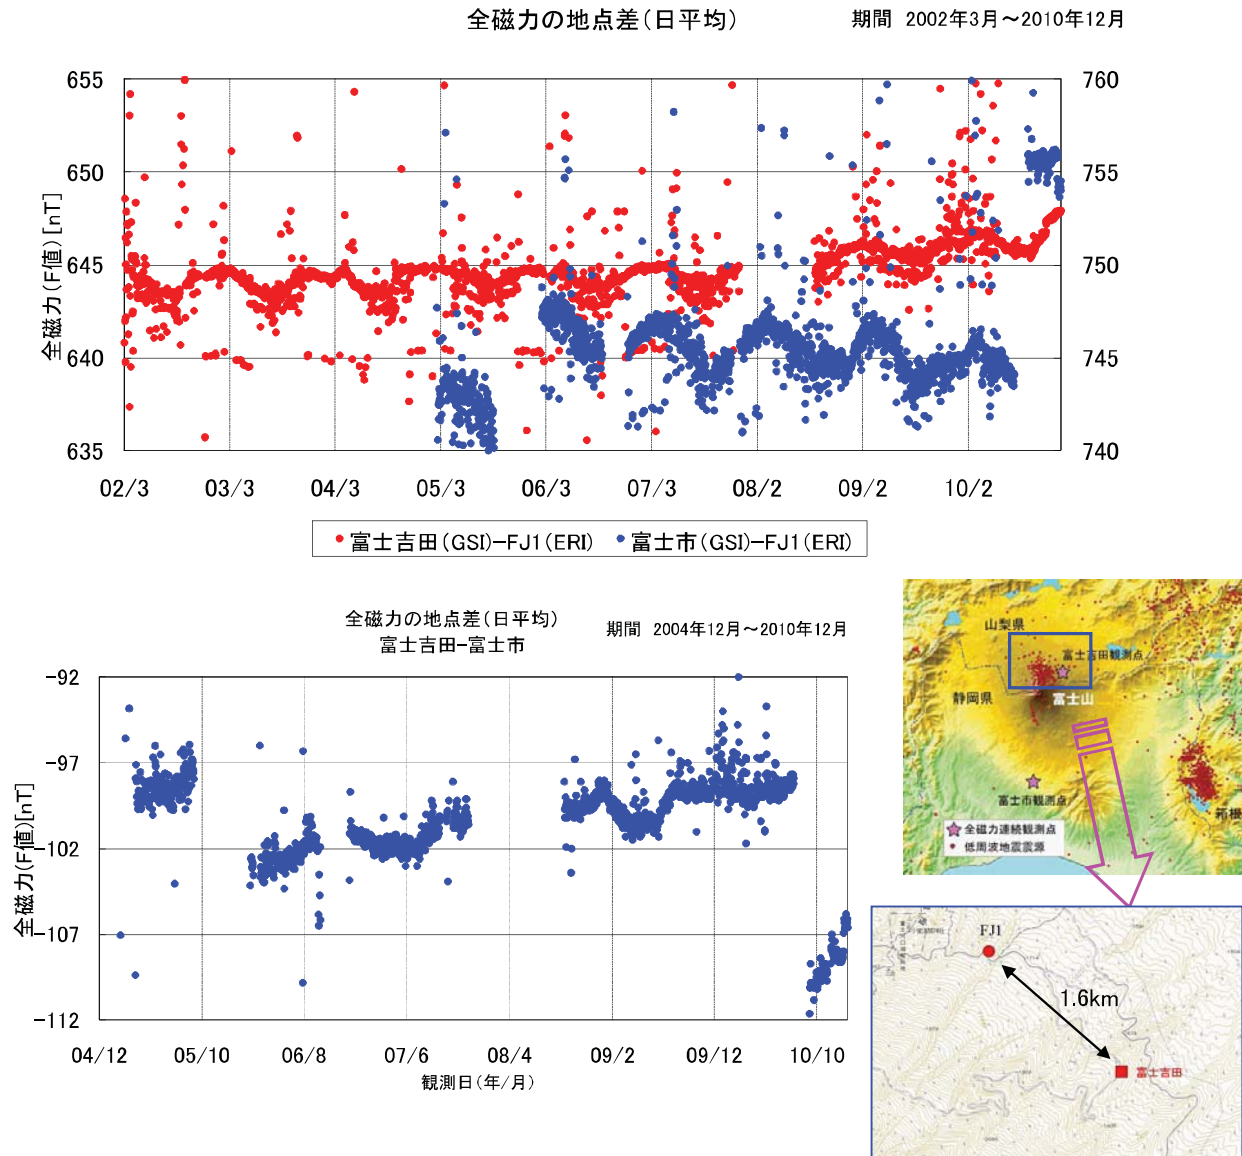 全磁力の地点差(日平均)
期間 2002年3月～2010年12月
全磁力(F値)[nT]
655
650
645
640
635
760
755
750
745
740
02/3 03/3 04/3 05/3 06/3 07/3 08/2 09/2 10/2
富士吉田(GSI)−FJ1(ERI) 富士市(GSI)−FJ1(ERI)
全磁力の地点差(日平均)
富士吉田−富士市
期間 2004年12月～2010年12月
全磁力(F値)[nT]
-92
-97
-102
-107
-112
04/12 05/10 06/8 07/6 08/4 09/2 09/12 10/10
観測日(年/月)
山梨県
富士吉田観測点
静岡県
富士山
富士市観測点
箱根
全磁力連続観測点
低周波地震震源
FJ1
1.6km
富士吉田